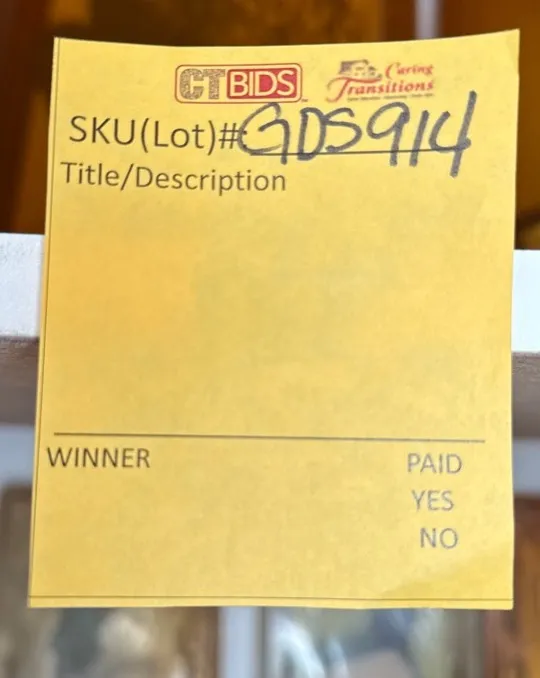 CTBIDS Caring
Transitions
SKU(Lot)#GDS914
Title/Description
WINNER PAID
YES
NO